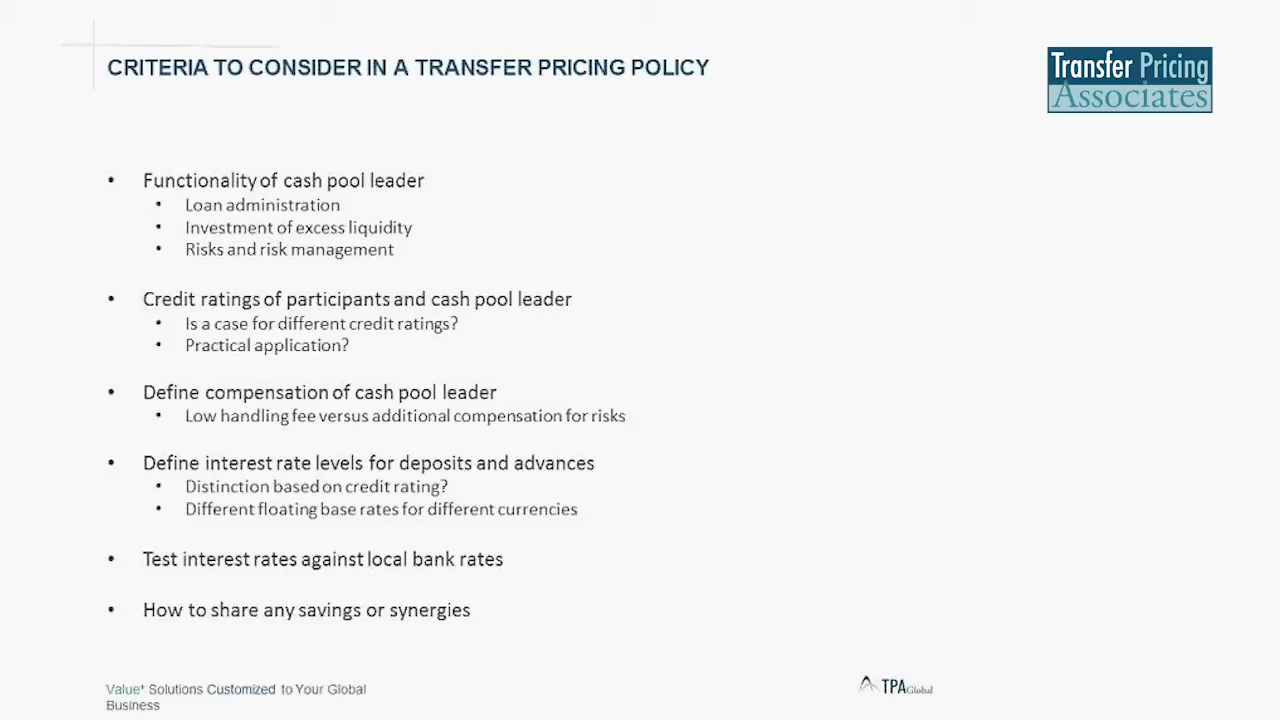 CRITERIA TO CONSIDER IN A TRANSFER PRICING POLICY
Transfer Pricing
Associates
• Functionality of cash pool leader
• Loan administration
• Investment of excess liquidity
• Risks and risk management
• Credit ratings of participants and cash pool leader
• Is a case for different credit ratings?
• Practical application?
• Define compensation of cash pool leader
• Low handling fee versus additional compensation for risks
• Define interest rate levels for deposits and advances
• Distinction based on credit rating?
• Different floating base rates for different currencies
• Test interest rates against local bank rates
• How to share any savings or synergies
Value⁺ Solutions Customized to Your Global
Business
TPA Global